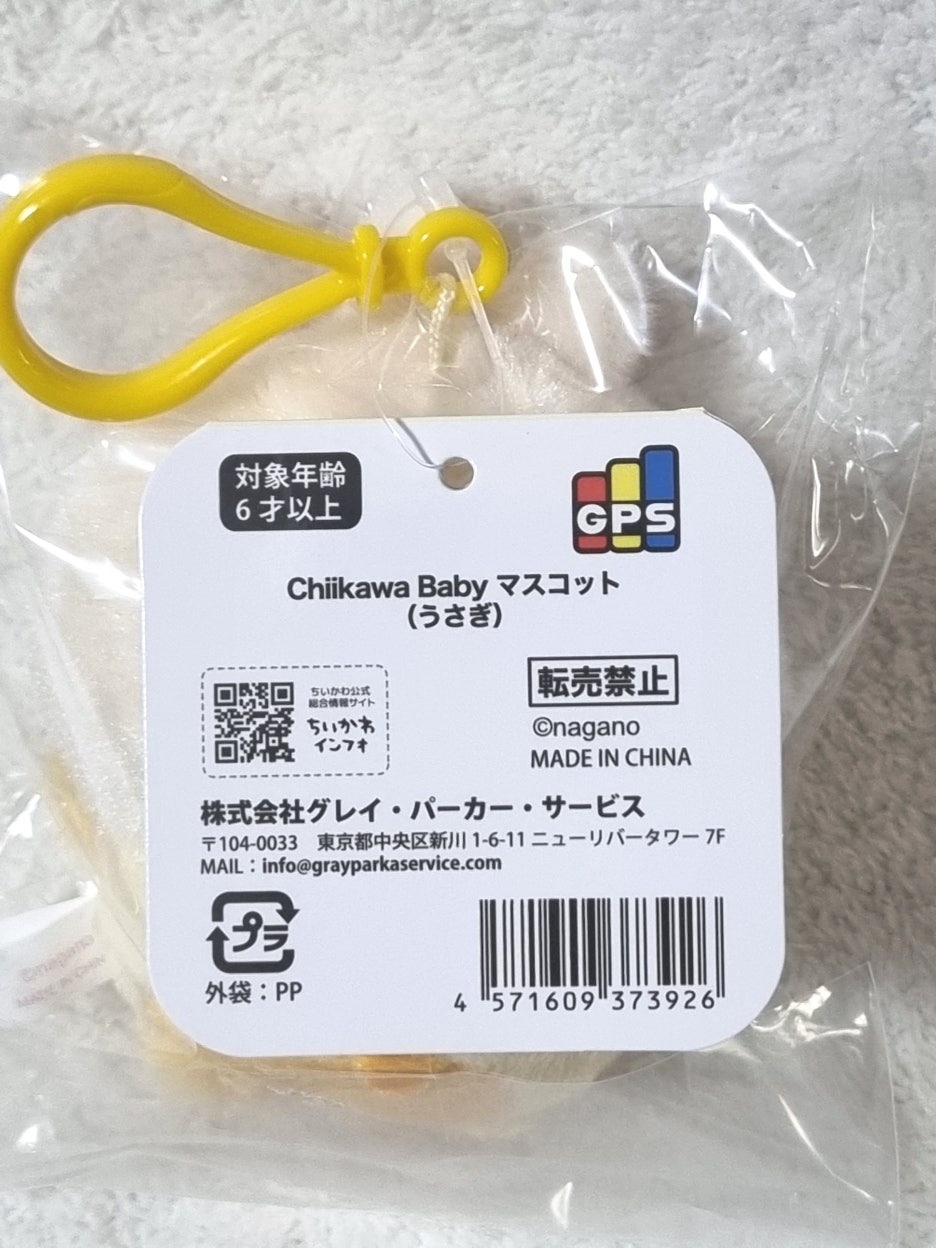 対象年齢
6才以上
GPS
Chiikawa Baby マスコット
（うさぎ）
ちいかわ公式
総合情報サイト
ちいかわ
インフォ
転売禁止
©nagano
MADE IN CHINA
株式会社グレイ・パーカー・サービス
〒104-0033　東京都中央区新川 1-6-11 ニューリバータワー 7F
MAIL：info@grayparkaservice.com
プラ
外袋：PP
4 571609 373926